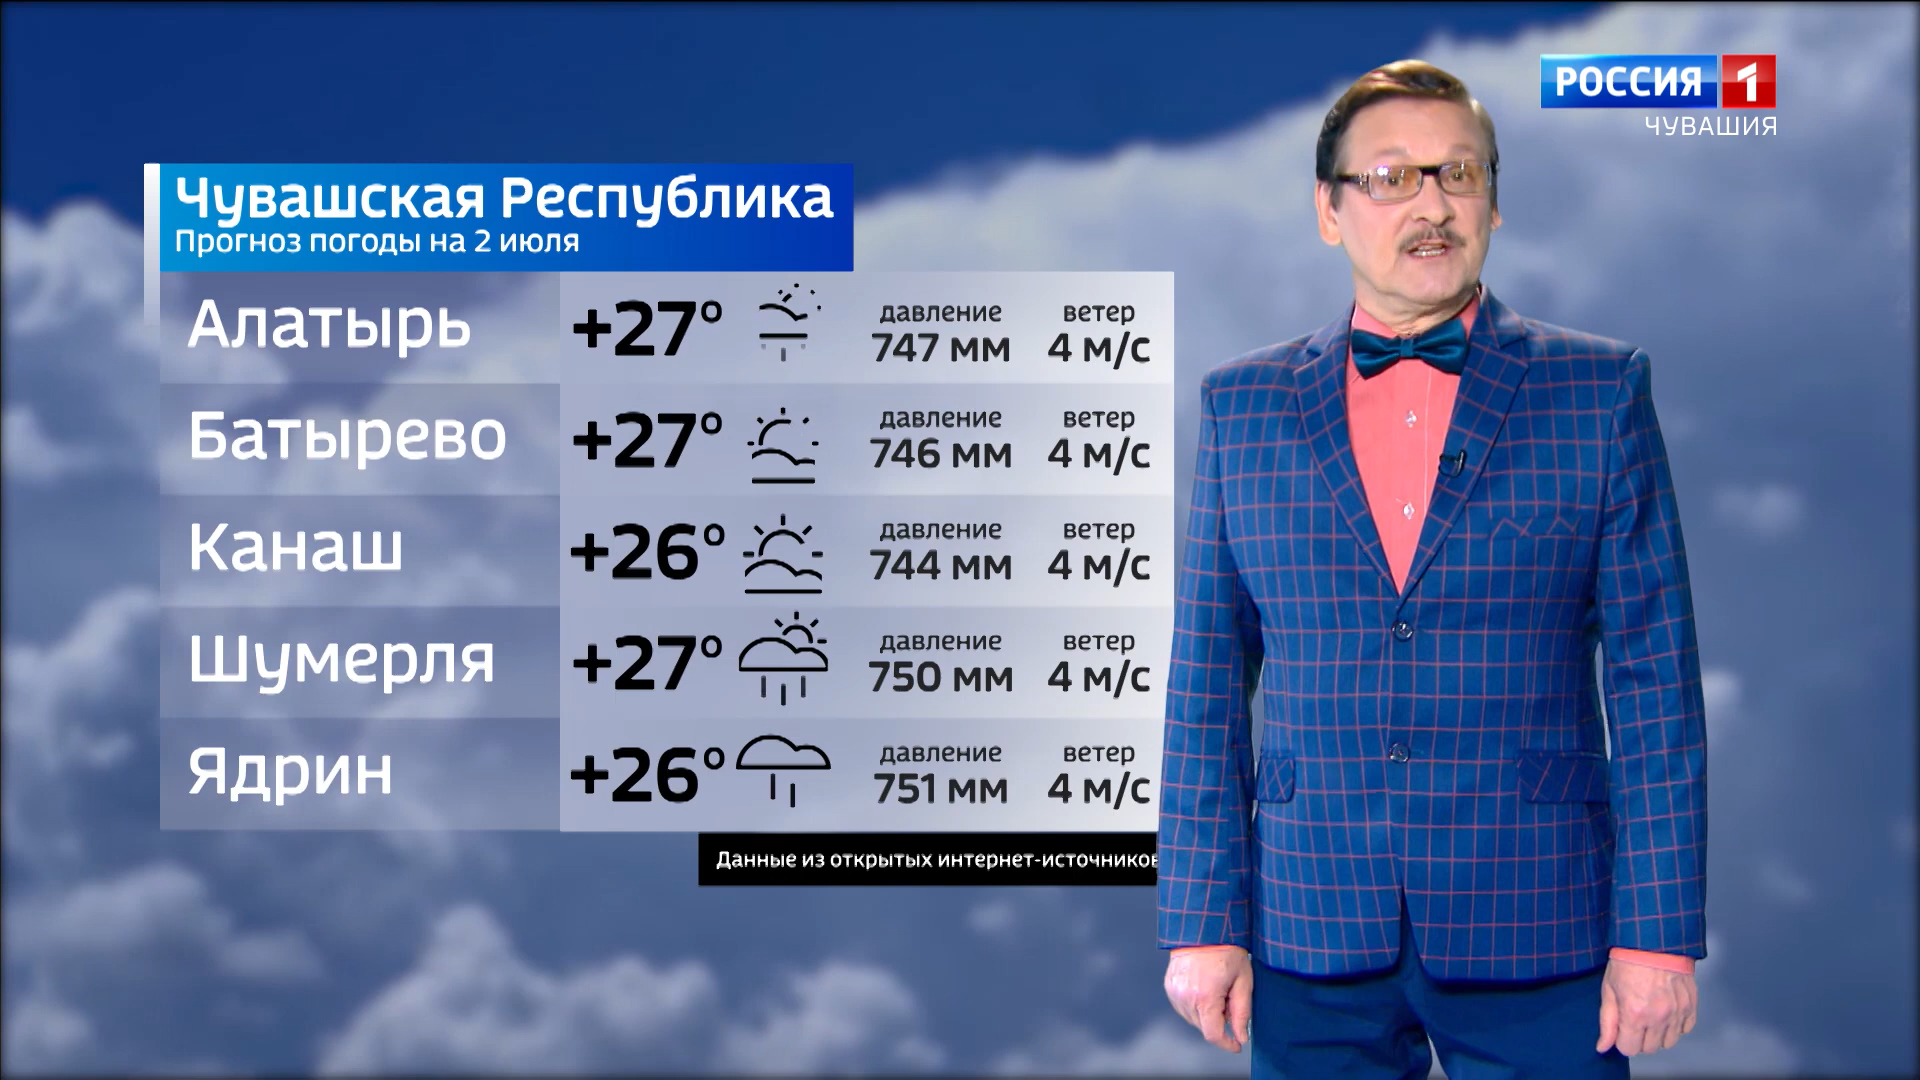 РОССИЯ 1
ЧУВАШИЯ
Чувашская Республика
Прогноз погоды на 2 июля
Алатырь +27° давление 747 мм ветер 4 м/с
Батырево +27° давление 746 мм ветер 4 м/с
Канаш +26° давление 744 мм ветер 4 м/с
Шумерля +27° давление 750 мм ветер 4 м/с
Ядрин +26° давление 751 мм ветер 4 м/с
Данные из открытых интернет-источников